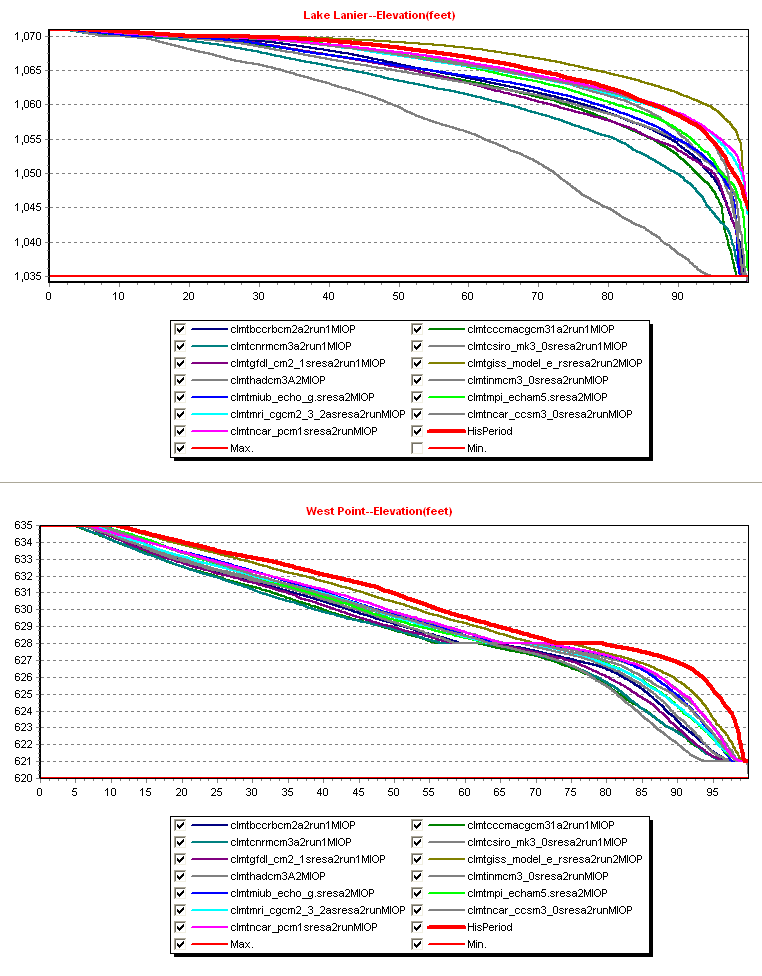 Lake Lanier--Elevation(feet)
1,070
1,065
1,060
1,055
1,050
1,045
1,040
1,035
0 10 20 30 40 50 60 70 80 90
clmtbccrbcm2a2run1MIOP clmtcccmacgcm31a2run1MIOP
clmtcnrmcm3a2run1MIOP clmtcsiro_mk3_0sresa2run1MIOP
clmtgfdl_cm2_1sresa2run1MIOP clmtgiss_model_e_rsresa2run2MIOP
clmthadcm3A2MIOP clmtinmcm3_0sresa2runMIOP
clmtmiub_echo_g.sresa2MIOP clmtmpi_echam5.sresa2MIOP
clmtmri_cgcm2_3_2asresa2runMIOP clmtncar_ccsm3_0sresa2runMIOP
clmtncar_pcm1sresa2runMIOP HisPeriod
Max. Min.
West Point--Elevation(feet)
635
634
633
632
631
630
629
628
627
626
625
624
623
622
621
620
0 5 10 15 20 25 30 35 40 45 50 55 60 65 70 75 80 85 90 95
clmtbccrbcm2a2run1MIOP clmtcccmacgcm31a2run1MIOP
clmtcnrmcm3a2run1MIOP clmtcsiro_mk3_0sresa2run1MIOP
clmtgfdl_cm2_1sresa2run1MIOP clmtgiss_model_e_rsresa2run2MIOP
clmthadcm3A2MIOP clmtinmcm3_0sresa2runMIOP
clmtmiub_echo_g.sresa2MIOP clmtmpi_echam5.sresa2MIOP
clmtmri_cgcm2_3_2asresa2runMIOP clmtncar_ccsm3_0sresa2runMIOP
clmtncar_pcm1sresa2runMIOP HisPeriod
Max. Min.